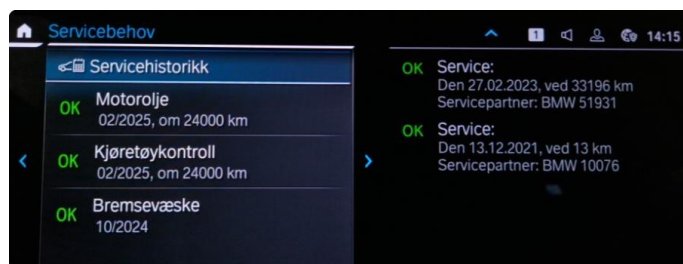 Servicebehov
1
14:15
Servicehistorikk
OK Motorolje
02/2025, om 24000 km
OK Kjøretøykontroll
02/2025, om 24000 km
OK Bremsevæske
10/2024
OK Service:
Den 27.02.2023, ved 33196 km
Servicepartner: BMW 51931
OK Service:
Den 13.12.2021, ved 13 km
Servicepartner: BMW 10076